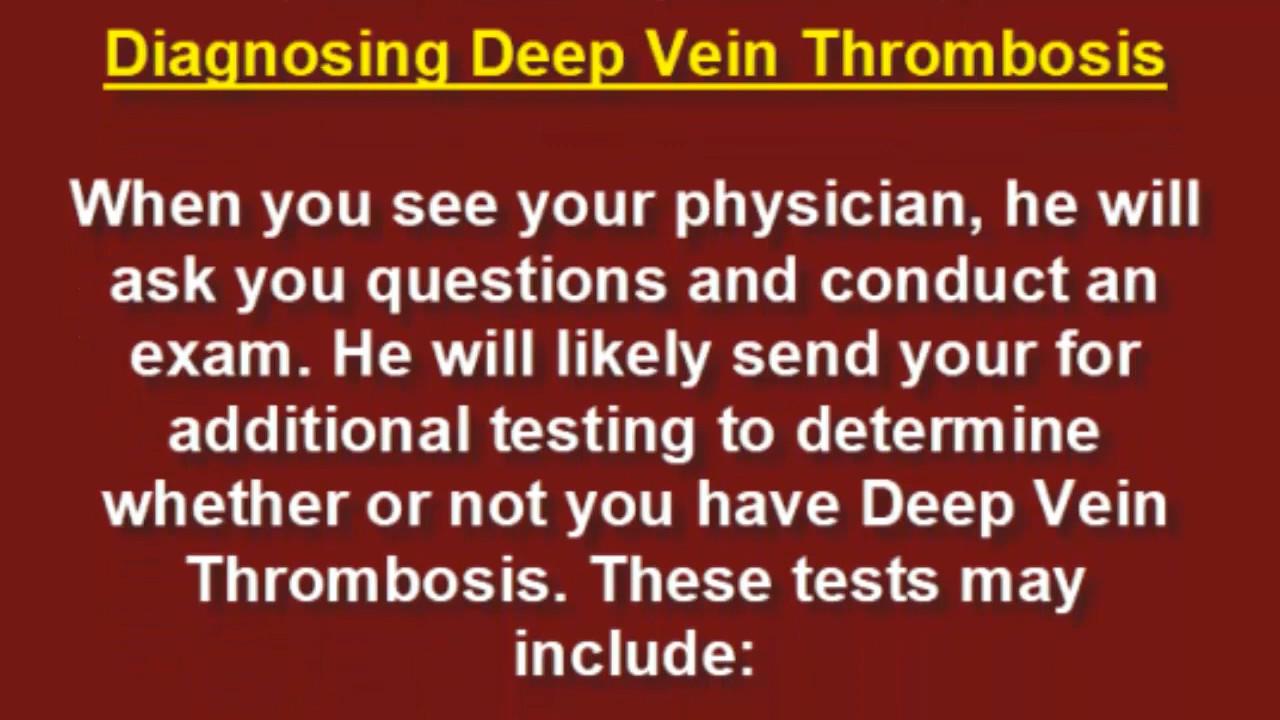 Diagnosing Deep Vein Thrombosis
When you see your physician, he will
ask you questions and conduct an
exam. He will likely send your for
additional testing to determine
whether or not you have Deep Vein
Thrombosis. These tests may
include: